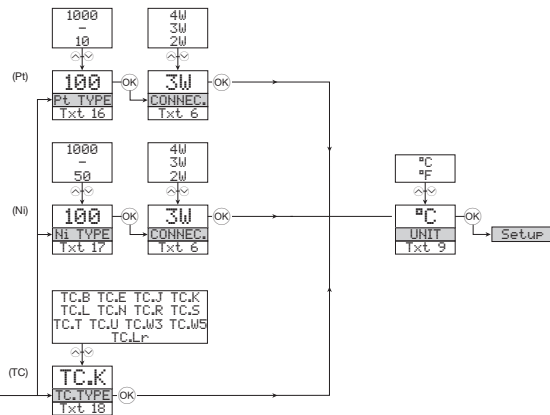 1000
-
10
4W
3W
2W
(Pt)
100
OK
3W
OK
Pt TYPE
CONNEC.
Txt 16
Txt 6
1000
-
50
4W
3W
2W
°C
°F
(Ni)
100
OK
3W
OK
°C
OK
Ni TYPE
CONNEC.
UNIT
Setup
Txt 17
Txt 6
Txt 9
TC.B TC.E TC.J TC.K
TC.L TC.N TC.R TC.S
TC.T TC.U TC.W3 TC.W5
TC.Lr
(TC)
TC.K
TC.TYPE
OK
Txt 18